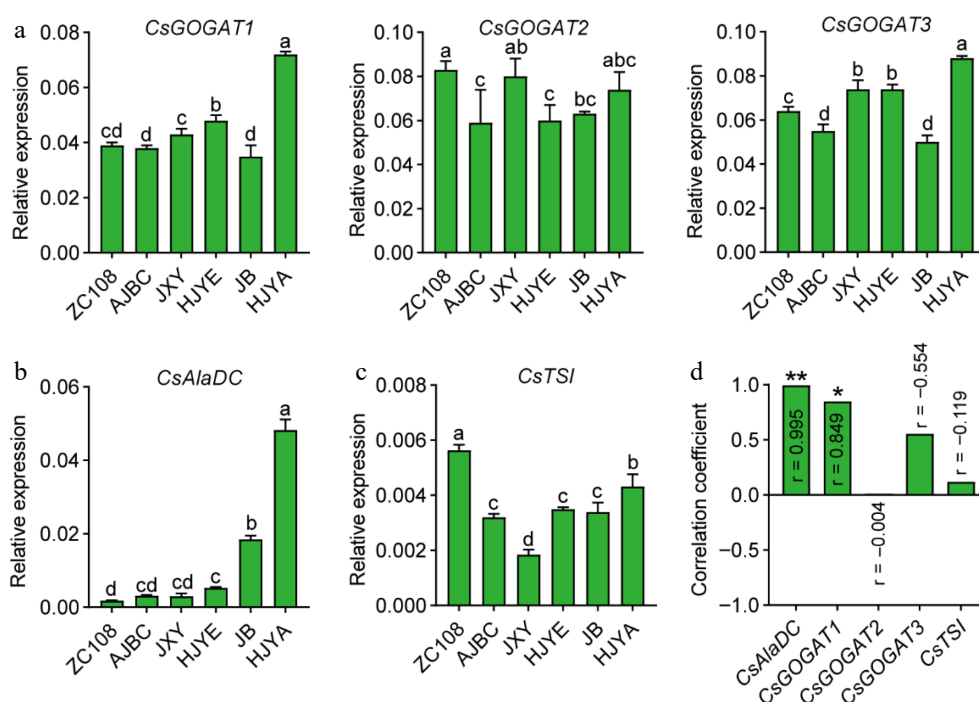 a
CsGOGAT1
Relative expression
0.08
0.06
0.04
0.02
0.00
cd
d
c
b
d
a
ZC108
AJBC
JXY
HJYE
JB
HJYA
CsGOGAT2
Relative expression
0.10
0.08
0.06
0.04
0.02
0.00
a
c
ab
c
bc
abc
ZC108
AJBC
JXY
HJYE
JB
HJYA
CsGOGAT3
Relative expression
0.10
0.08
0.06
0.04
0.02
0.00
c
d
b
b
d
a
ZC108
AJBC
JXY
HJYE
JB
HJYA
b
CsAlaDC
Relative expression
0.06
0.04
0.02
0.00
d
cd
cd
c
b
a
ZC108
AJBC
JXY
HJYE
JB
HJYA
c
CsTSI
Relative expression
0.008
0.006
0.004
0.002
0.000
a
c
d
c
c
b
ZC108
AJBC
JXY
HJYE
JB
HJYA
d
Correlation coefficient
1.0
0.5
0.0
−0.5
−1.0
**
r = 0.995
*
r = 0.849
r = −0.004
r = −0.554
r = −0.119
CsAlaDC
CsGOGAT1
CsGOGAT2
CsGOGAT3
CsTSI